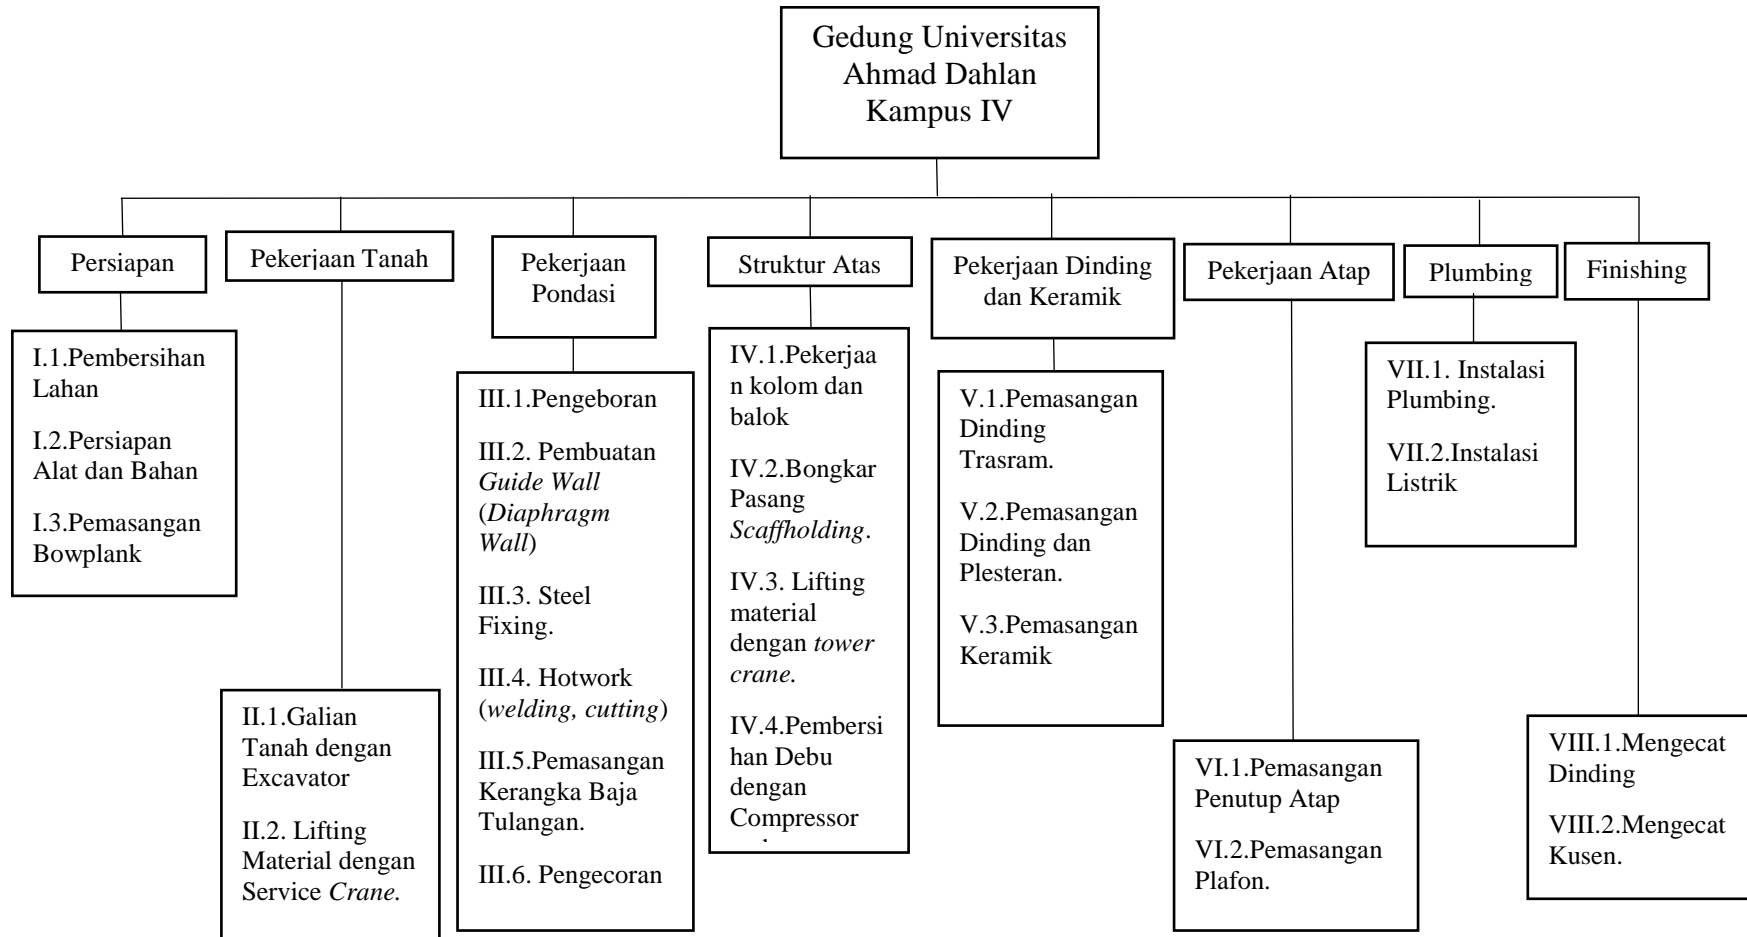 Gedung Universitas
Ahmad Dahlan
Kampus IV
Persiapan
Pekerjaan Tanah
Pekerjaan
Pondasi
Struktur Atas
Pekerjaan Dinding
dan Keramik
Pekerjaan Atap
Plumbing
Finishing
I.1.Pembersihan
Lahan
I.2.Persiapan
Alat dan Bahan
I.3.Pemasangan
Bowplank
II.1.Galian
Tanah dengan
Excavator
II.2. Lifting
Material dengan
Service Crane.
III.1.Pengeboran
III.2. Pembuatan
Guide Wall
(Diaphragm
Wall)
III.3. Steel
Fixing.
III.4. Hotwork
(welding, cutting)
III.5.Pemasangan
Kerangka Baja
Tulangan.
III.6. Pengecoran
IV.1.Pekerjaa
n kolom dan
balok
IV.2.Bongkar
Pasang
Scaffholding.
IV.3. Lifting
material
dengan tower
crane.
IV.4.Pembersi
han Debu
dengan
Compressor
V.1.Pemasangan
Dinding
Trasram.
V.2.Pemasangan
Dinding dan
Plesteran.
V.3.Pemasangan
Keramik
VI.1.Pemasangan
Penutup Atap
VI.2.Pemasangan
Plafon.
VII.1. Instalasi
Plumbing.
VII.2.Instalasi
Listrik
VIII.1.Mengecat
Dinding
VIII.2.Mengecat
Kusen.